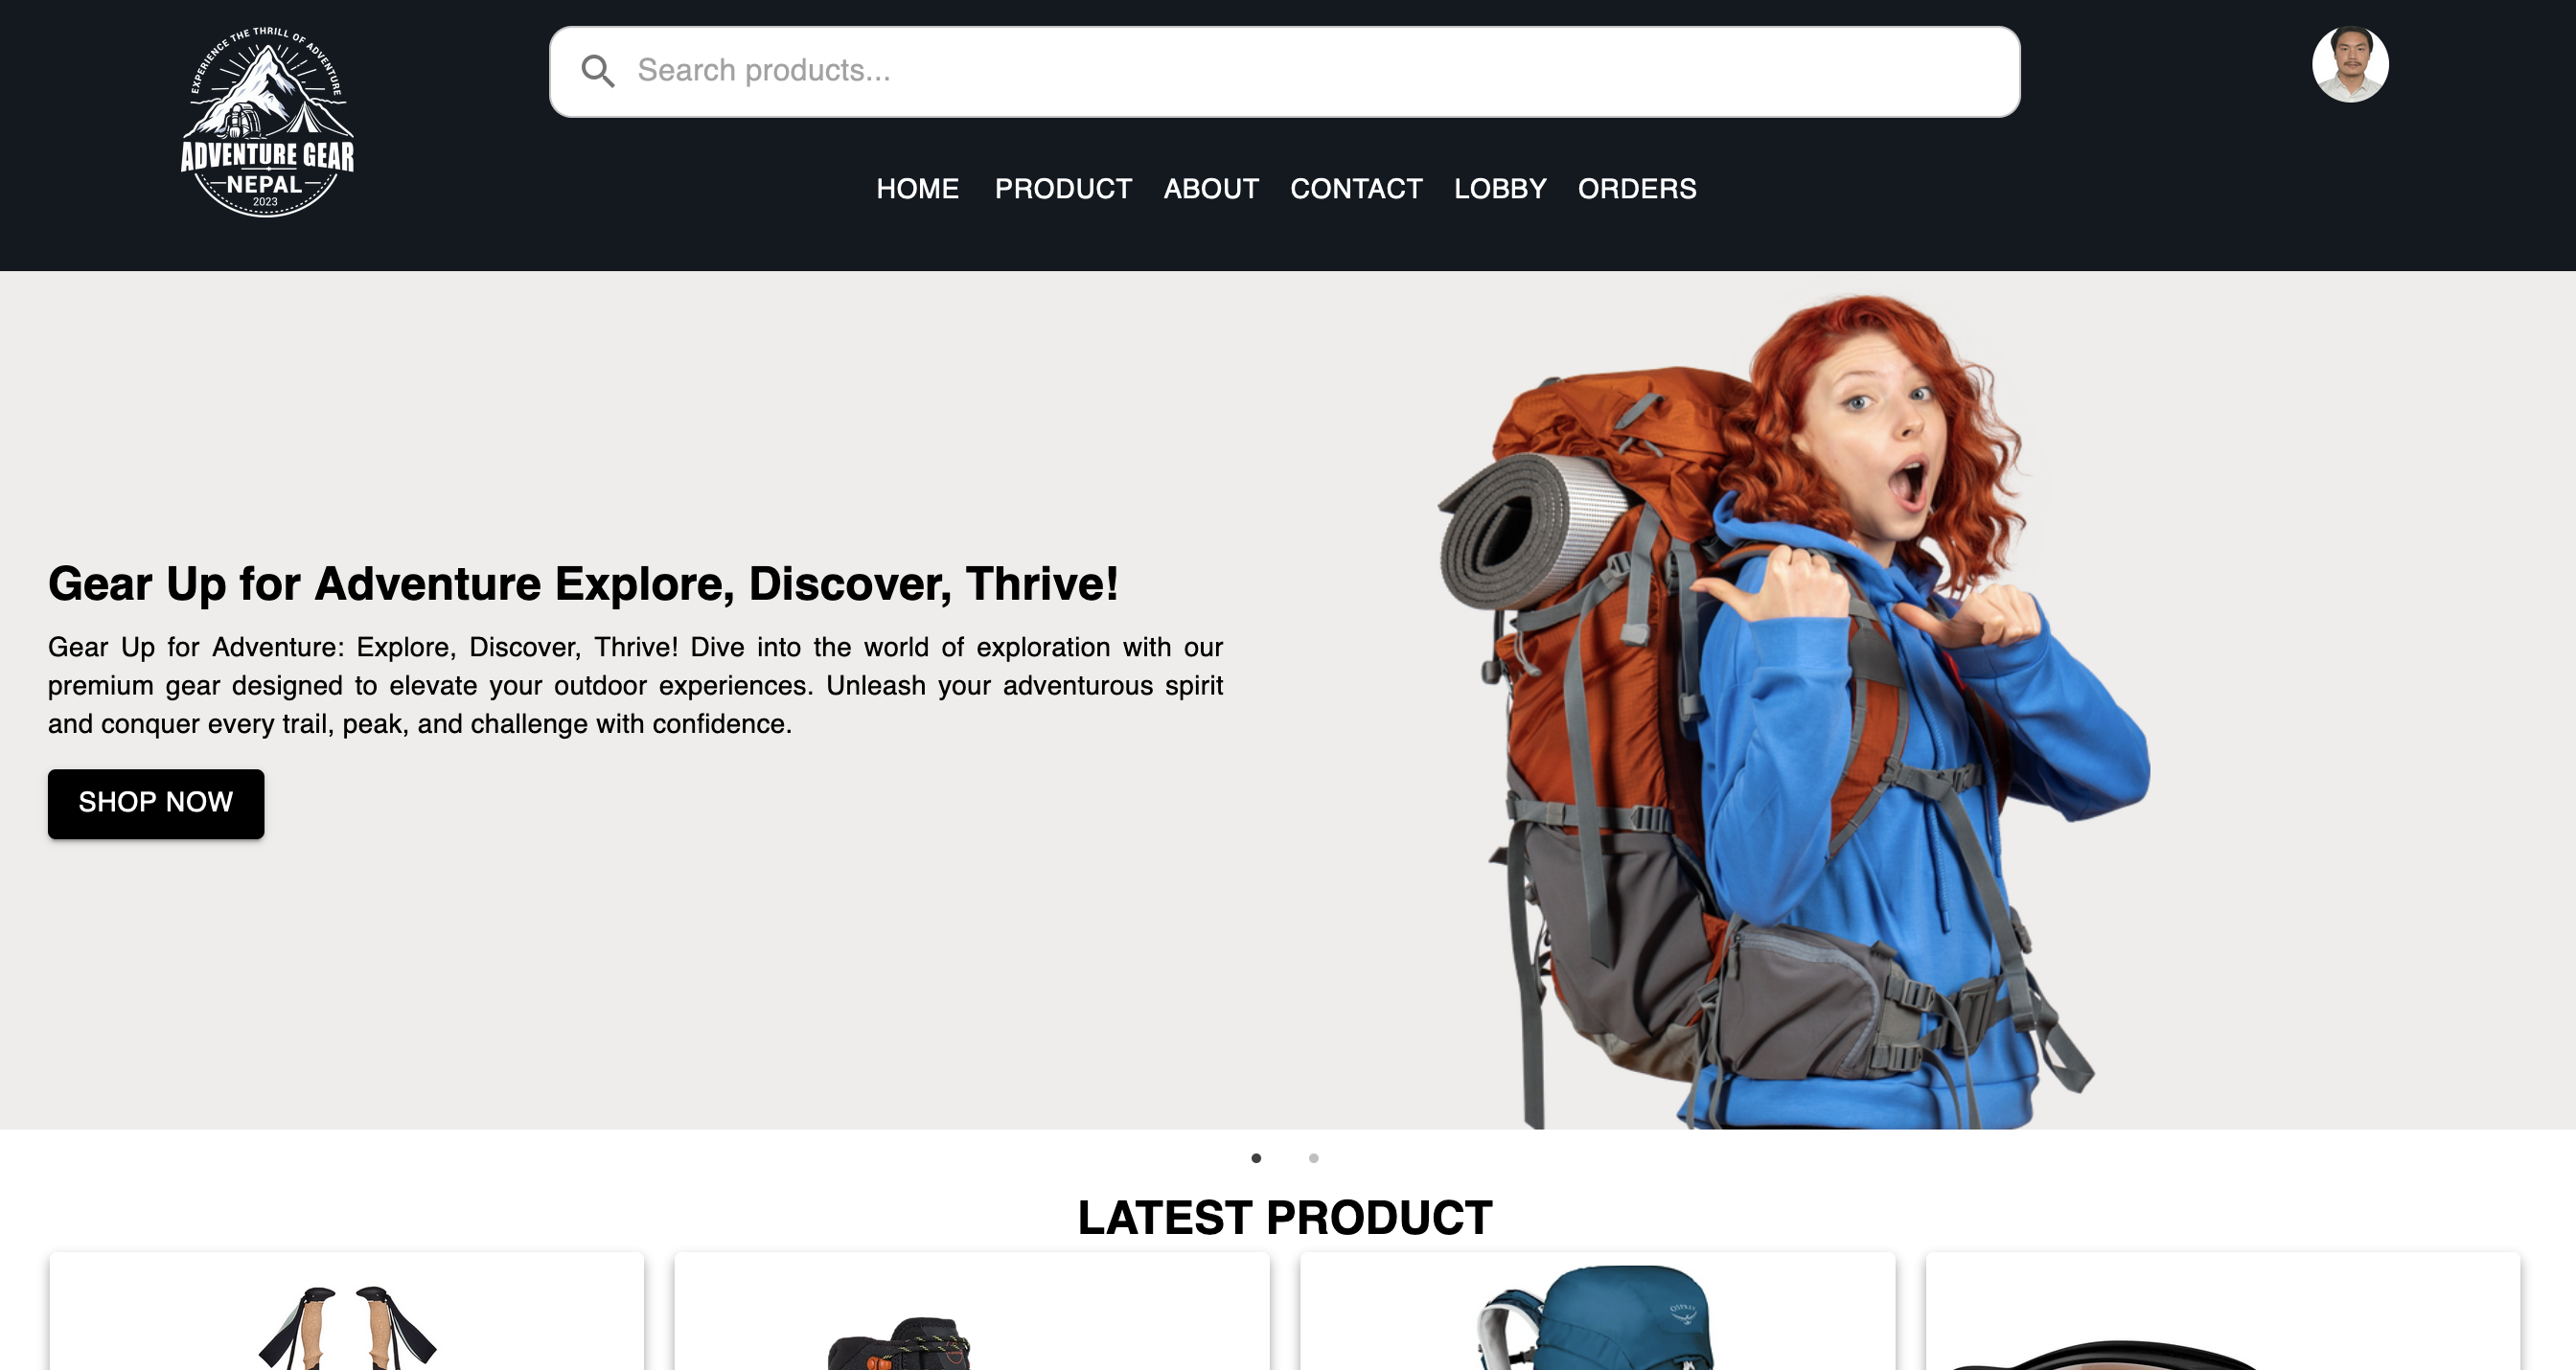 EXPERIENCE THE THRILL OF ADVENTURE
ADVENTURE GEAR
NEPAL
2023
Search products...
HOME PRODUCT ABOUT CONTACT LOBBY ORDERS
Gear Up for Adventure Explore, Discover, Thrive!
Gear Up for Adventure: Explore, Discover, Thrive! Dive into the world of exploration with our
premium gear designed to elevate your outdoor experiences. Unleash your adventurous spirit
and conquer every trail, peak, and challenge with confidence.
SHOP NOW
LATEST PRODUCT
OSPREY